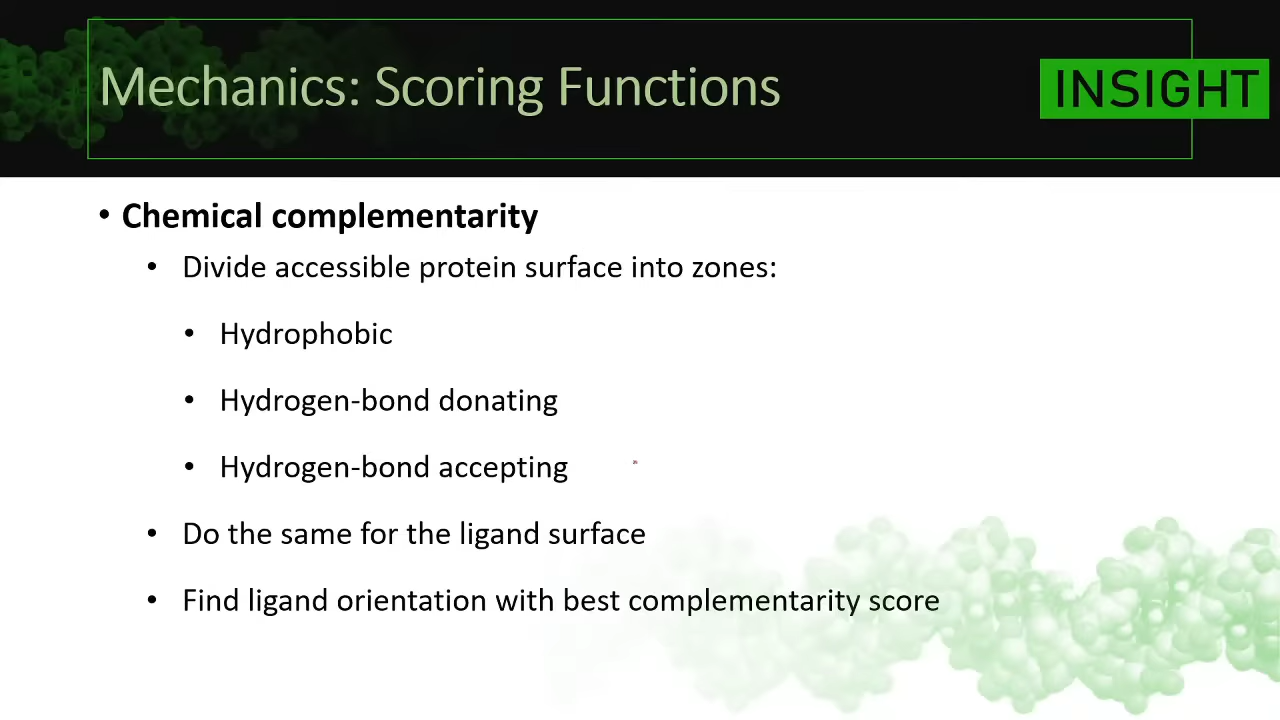 Mechanics: Scoring Functions
INSIGHT
• Chemical complementarity
• Divide accessible protein surface into zones:
• Hydrophobic
• Hydrogen-bond donating
• Hydrogen-bond accepting
• Do the same for the ligand surface
• Find ligand orientation with best complementarity score